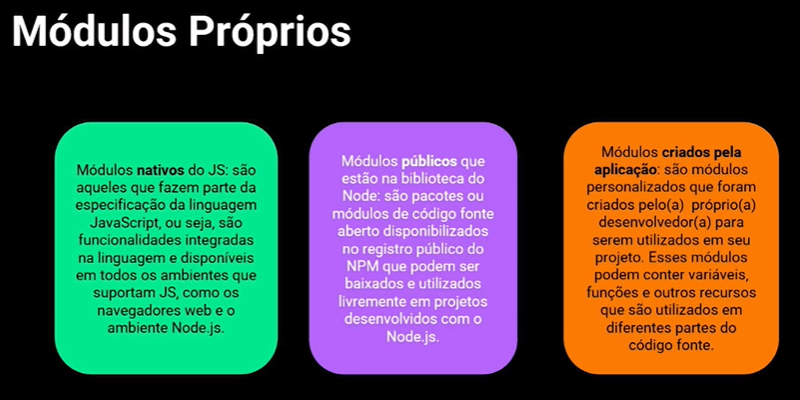 Módulos Próprios
Módulos nativos do JS: são
aqueles que fazem parte da
especificação da linguagem
JavaScript, ou seja, são
funcionalidades integradas
na linguagem e disponíveis
em todos os ambientes que
suportam JS, como os
navegadores web e o
ambiente Node.js.
Módulos públicos que
estão na biblioteca do
Node: são pacotes ou
módulos de código fonte
aberto disponibilizados
no registro público do
NPM que podem ser
baixados e utilizados
livremente em projetos
desenvolvidos com o
Node.js.
Módulos criados pela
aplicação: são módulos
personalizados que foram
criados pelo(a) próprio(a)
desenvolvedor(a) para
serem utilizados em seu
projeto. Esses módulos
podem conter variáveis,
funções e outros recursos
que são utilizados em
diferentes partes do
código fonte.